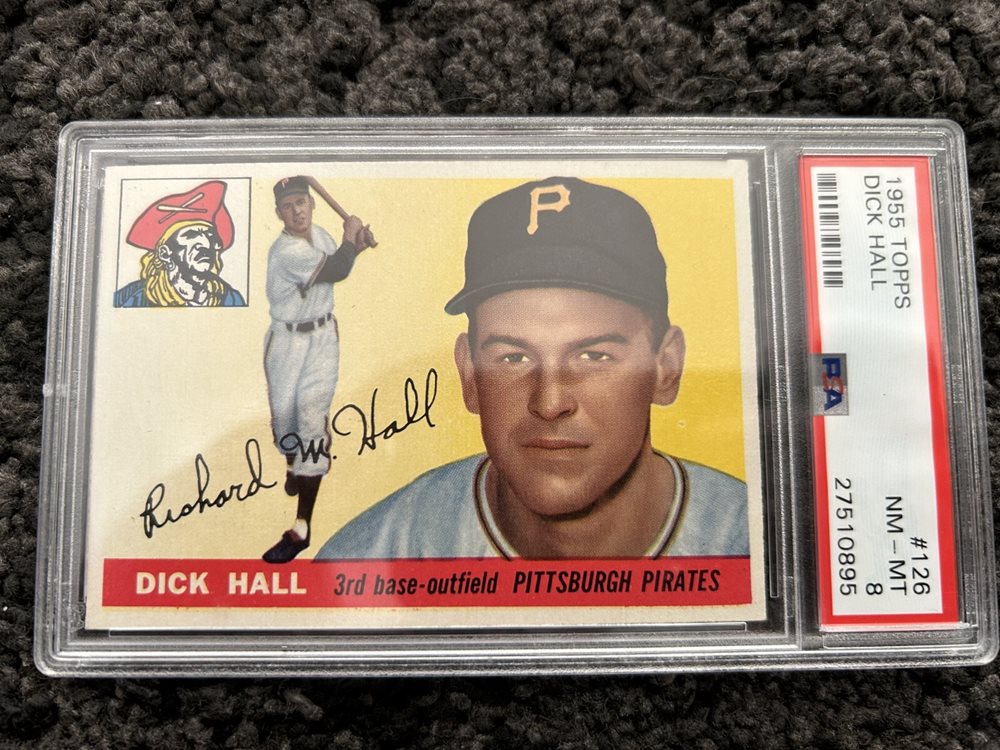 P
Richard M. Hall
DICK HALL 3rd base-outfield PITTSBURGH PIRATES
1955 TOPPS #126
DICK HALL NM – MT
8
PSA 27510895